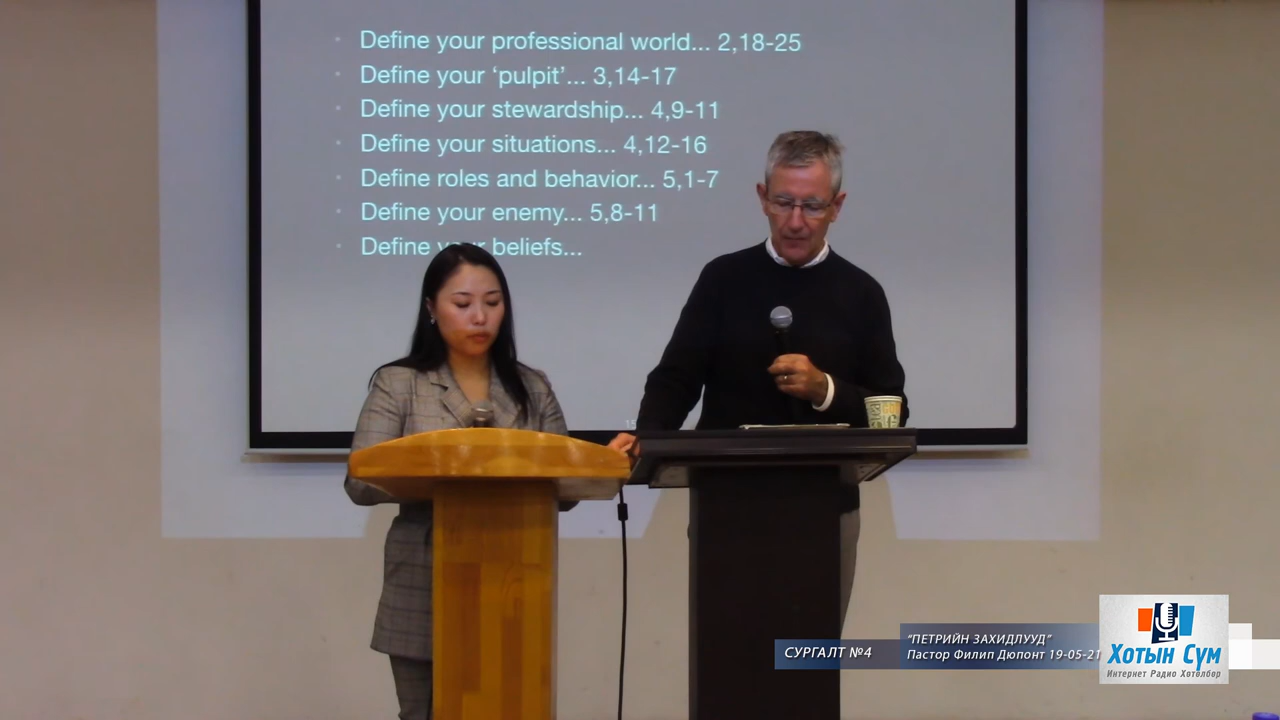 Define your professional world... 2,18-25
Define your ‘pulpit’... 3,14-17
Define your stewardship... 4,9-11
Define your situations... 4,12-16
Define roles and behavior... 5,1-7
Define your enemy... 5,8-11
Define your beliefs...
СУРГАЛТ №4
"ПЕТРИЙН ЗАХИДЛУУД"
Пастор Филип Дюпонт 19-05-21
Хотын Сүм
Интернет Радио Хөтөлбөр